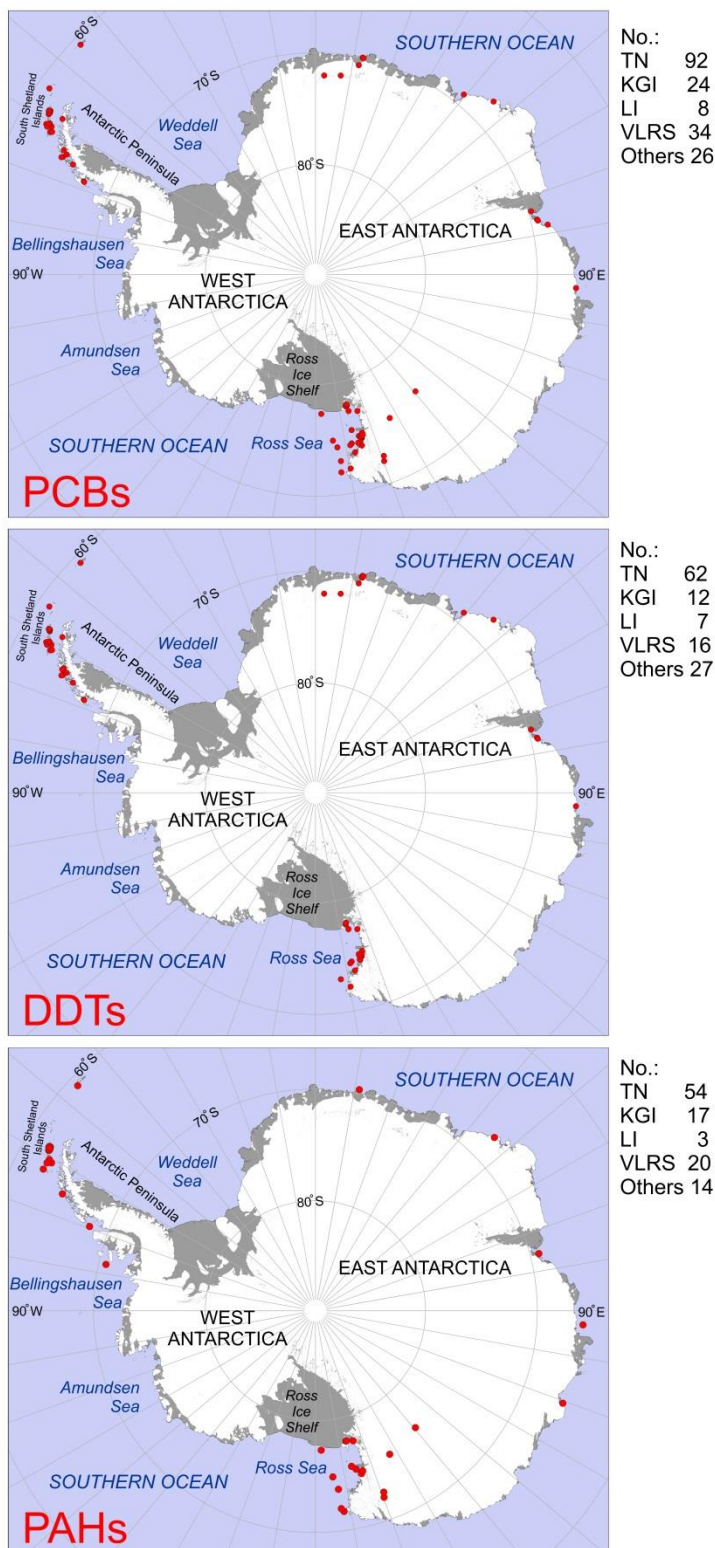 SOUTHERN OCEAN
60°S
70°S
South Shetland
Islands
Antarctic Peninsula
Weddell
Sea
80°S
EAST ANTARCTICA
Bellingshausen
Sea
90°W
WEST
ANTARCTICA
90°E
Amundsen
Sea
Ross
Ice
Shelf
SOUTHERN OCEAN
Ross Sea
PCBs
No.:
TN 92
KGI 24
LI 8
VLRS 34
Others 26
SOUTHERN OCEAN
60°S
70°S
South Shetland
Islands
Antarctic Peninsula
Weddell
Sea
80°S
EAST ANTARCTICA
Bellingshausen
Sea
90°W
WEST
ANTARCTICA
90°E
Amundsen
Sea
Ross
Ice
Shelf
SOUTHERN OCEAN
Ross Sea
DDTs
No.:
TN 62
KGI 12
LI 7
VLRS 16
Others 27
SOUTHERN OCEAN
60°S
70°S
South Shetland
Islands
Antarctic Peninsula
Weddell
Sea
80°S
EAST ANTARCTICA
Bellingshausen
Sea
90°W
WEST
ANTARCTICA
90°E
Amundsen
Sea
Ross
Ice
Shelf
SOUTHERN OCEAN
Ross Sea
PAHs
No.:
TN 54
KGI 17
LI 3
VLRS 20
Others 14